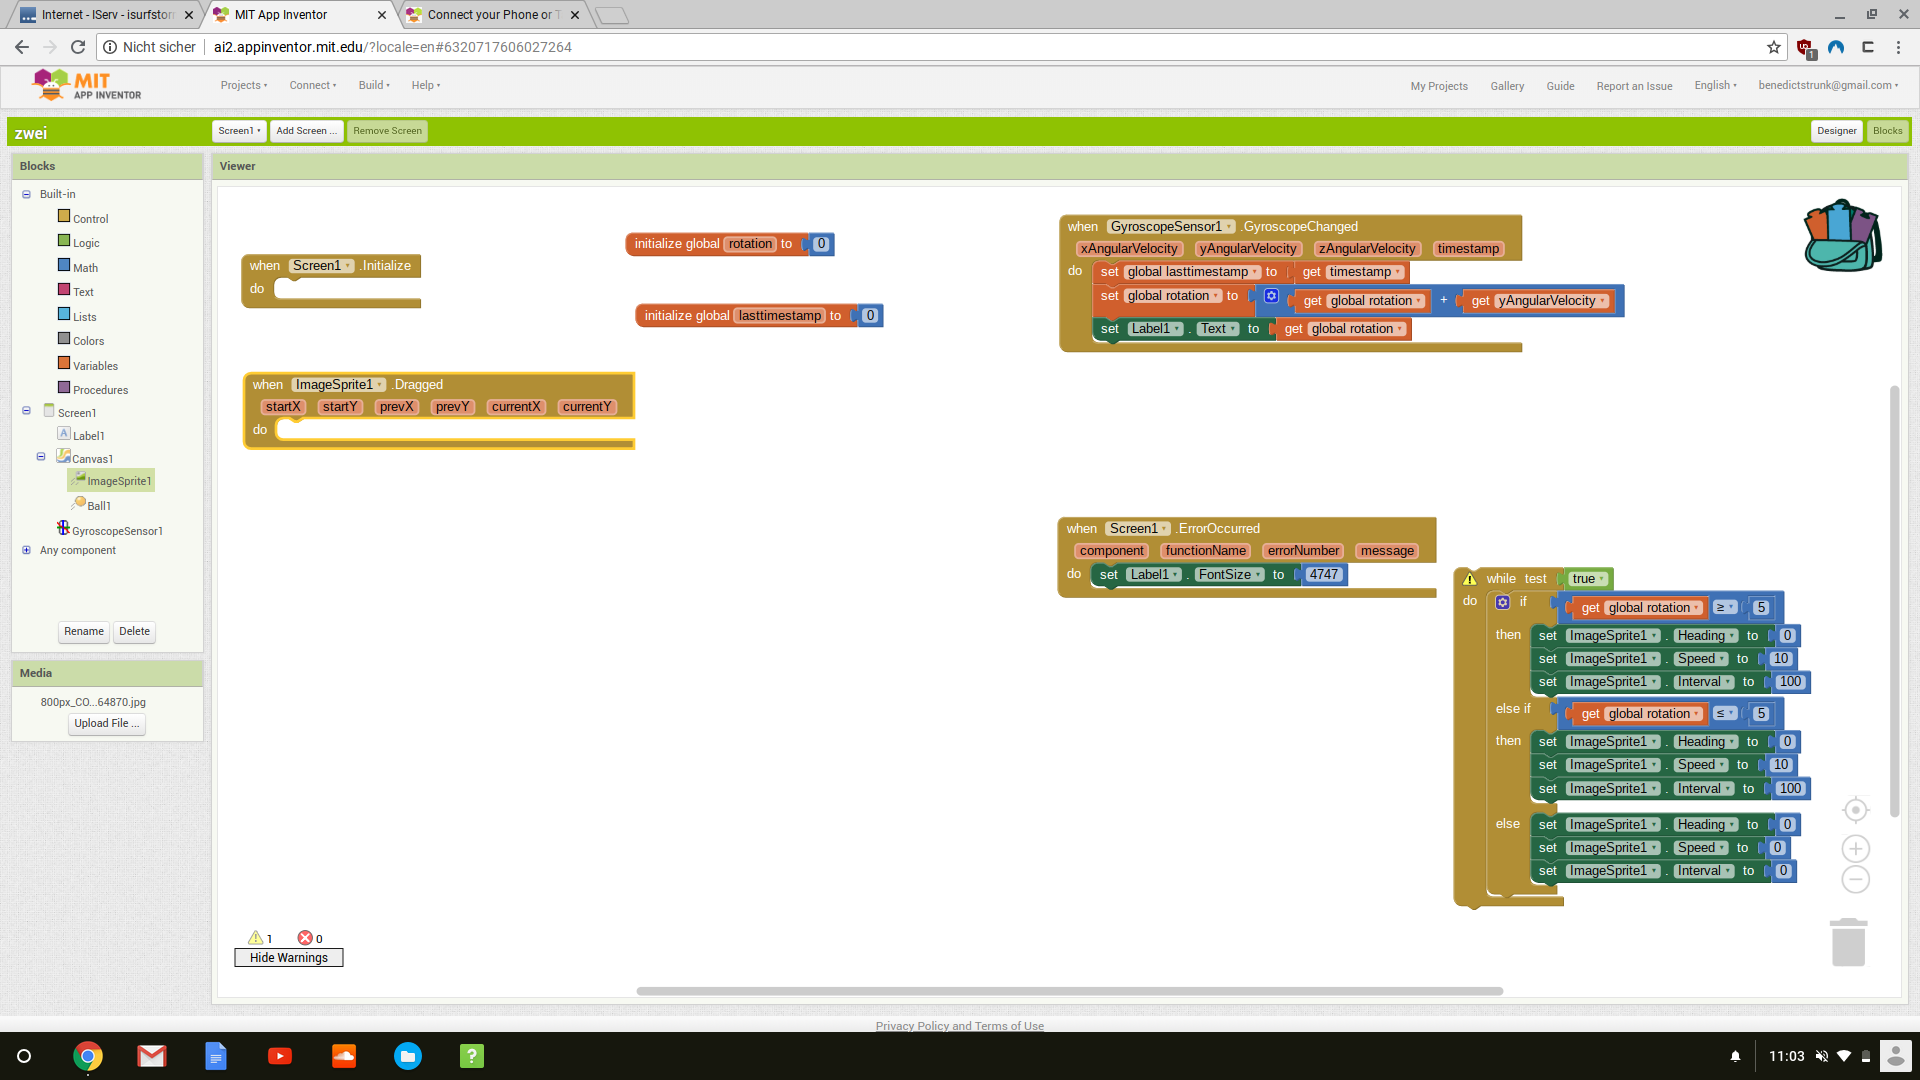 Internet - IServ - isurfstor
MIT App Inventor
Connect your Phone or T
Nicht sicher
ai2.appinventor.mit.edu/?locale=en#6320717606027264
1
MIT
APP INVENTOR
Projects
Connect
Build
Help
My Projects
Gallery
Guide
Report an Issue
English
benedictstrunk@gmail.com
zwei
Screen1
Add Screen ...
Remove Screen
Designer
Blocks
Blocks
Built-in
Control
Logic
Math
Text
Lists
Colors
Variables
Procedures
Screen1
Label1
Canvas1
ImageSprite1
Ball1
GyroscopeSensor1
Any component
Rename
Delete
Media
800px_CO...64870.jpg
Upload File ...
Viewer
when Screen1 .Initialize
do
initialize global rotation to 0
initialize global lasttimestamp to 0
when ImageSprite1 .Dragged
startX startY prevX prevY currentX currentY
do
when GyroscopeSensor1 .GyroscopeChanged
xAngularVelocity yAngularVelocity zAngularVelocity timestamp
do set global lasttimestamp to get timestamp
set global rotation to get global rotation + get yAngularVelocity
set Label1 . Text to get global rotation
when Screen1 .ErrorOccurred
component functionName errorNumber message
do set Label1 . FontSize to 4747
while test true
do if get global rotation ≥ 5
then set ImageSprite1 . Heading to 0
set ImageSprite1 . Speed to 10
set ImageSprite1 . Interval to 100
else if get global rotation ≤ 5
then set ImageSprite1 . Heading to 0
set ImageSprite1 . Speed to 10
set ImageSprite1 . Interval to 100
else set ImageSprite1 . Heading to 0
set ImageSprite1 . Speed to 0
set ImageSprite1 . Interval to 0
1 0
Hide Warnings
Privacy Policy and Terms of Use
11:03